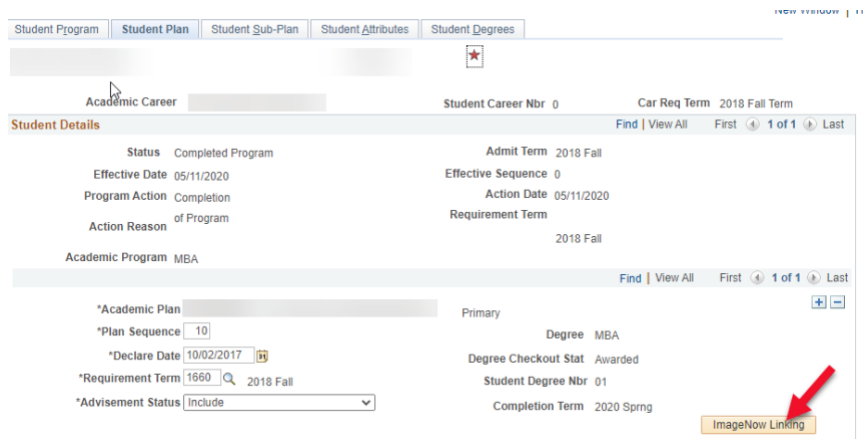 New Window
Student Program Student Plan Student Sub-Plan Student Attributes Student Degrees
Academic Career Student Career Nbr 0 Car Req Term 2018 Fall Term
Student Details Find | View All First 1 of 1 Last
Status Completed Program Admit Term 2018 Fall
Effective Date 05/11/2020 Effective Sequence 0
Program Action Completion Action Date 05/11/2020
Action Reason of Program Requirement Term
2018 Fall
Academic Program MBA
Find | View All First 1 of 1 Last
*Academic Plan Primary
*Plan Sequence 10 Degree MBA
*Declare Date 10/02/2017 31 Degree Checkout Stat Awarded
*Requirement Term 1660 2018 Fall Student Degree Nbr 01
*Advisement Status Include Completion Term 2020 Sprng
ImageNow Linking